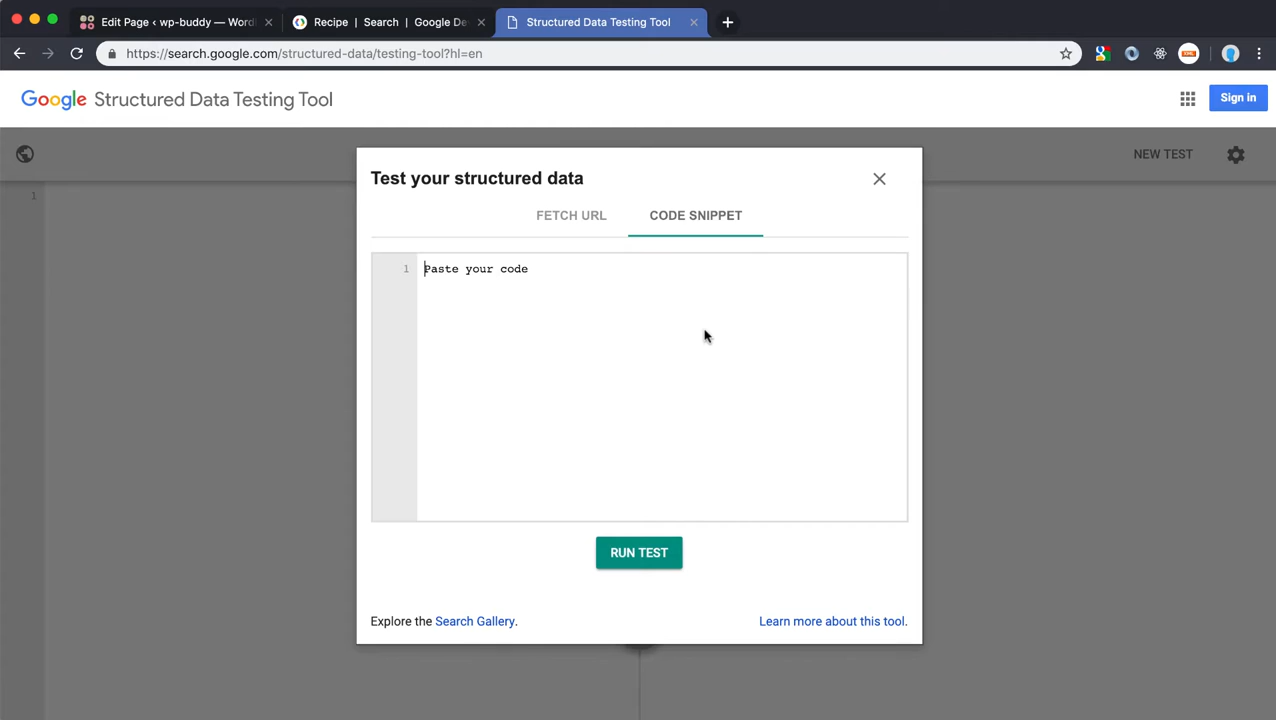 Edit Page ‹ wp-buddy — Word
Recipe | Search | Google De
Structured Data Testing Tool
https://search.google.com/structured-data/testing-tool?hl=en
Google Structured Data Testing Tool
Sign in
NEW TEST
1
Test your structured data
FETCH URL
CODE SNIPPET
1 Paste your code
RUN TEST
Explore the Search Gallery.
Learn more about this tool.